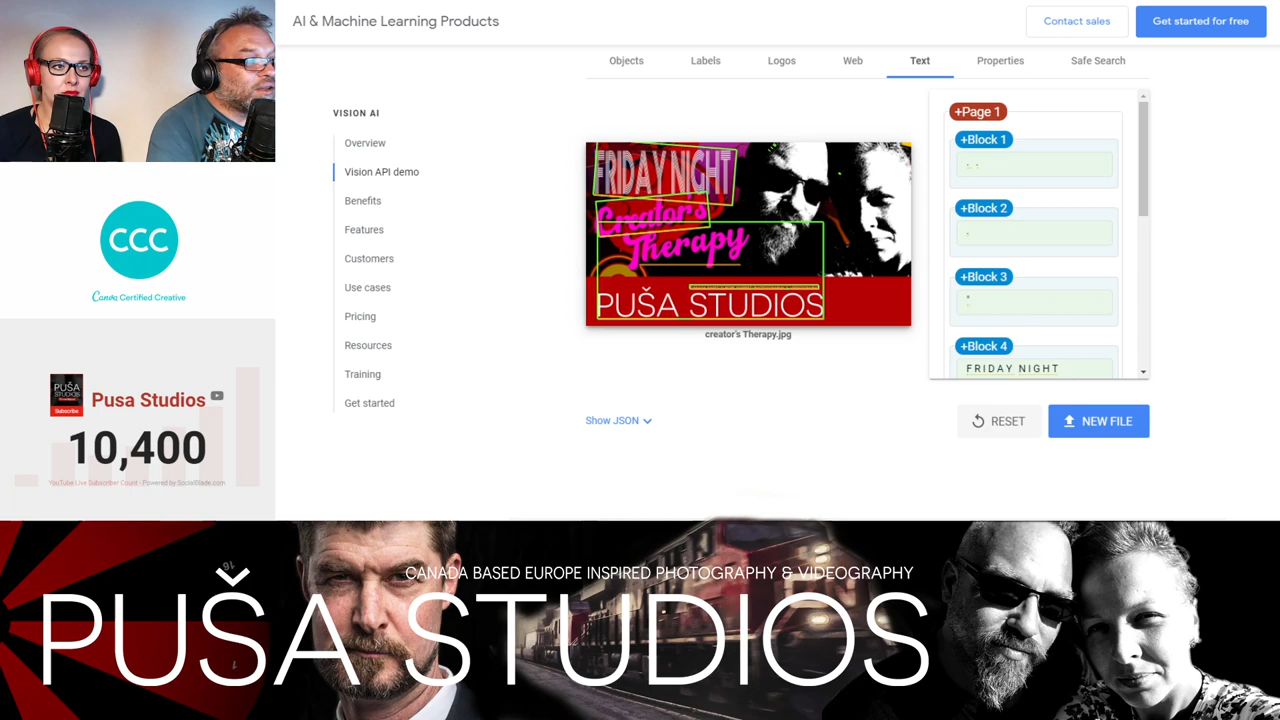 AI & Machine Learning Products
Contact sales
Get started for free
Objects
Labels
Logos
Web
Text
Properties
Safe Search
VISION AI
Overview
Vision API demo
Benefits
Features
Customers
Use cases
Pricing
Resources
Training
Get started
FRIDAY NIGHT
Creator's
Therapy
PUŠA STUDIOS
creator's Therapy.jpg
+Page 1
+Block 1
+Block 2
+Block 3
+Block 4
FRIDAY NIGHT
Show JSON
RESET
NEW FILE
CCC
Canva Certified Creative
PUŠA
STUDIOS
Subscribe
Pusa Studios
10,400
YouTube Live Subscriber Count - Powered by SocialBlade.com
16
1
CANADA BASED EUROPE INSPIRED PHOTOGRAPHY & VIDEOGRAPHY
PUŠA STUDIOS